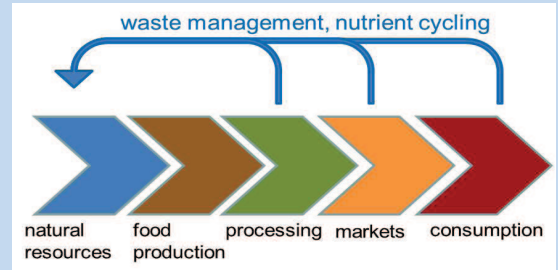 waste management, nutrient cycling
natural resources
food production
processing
markets
consumption